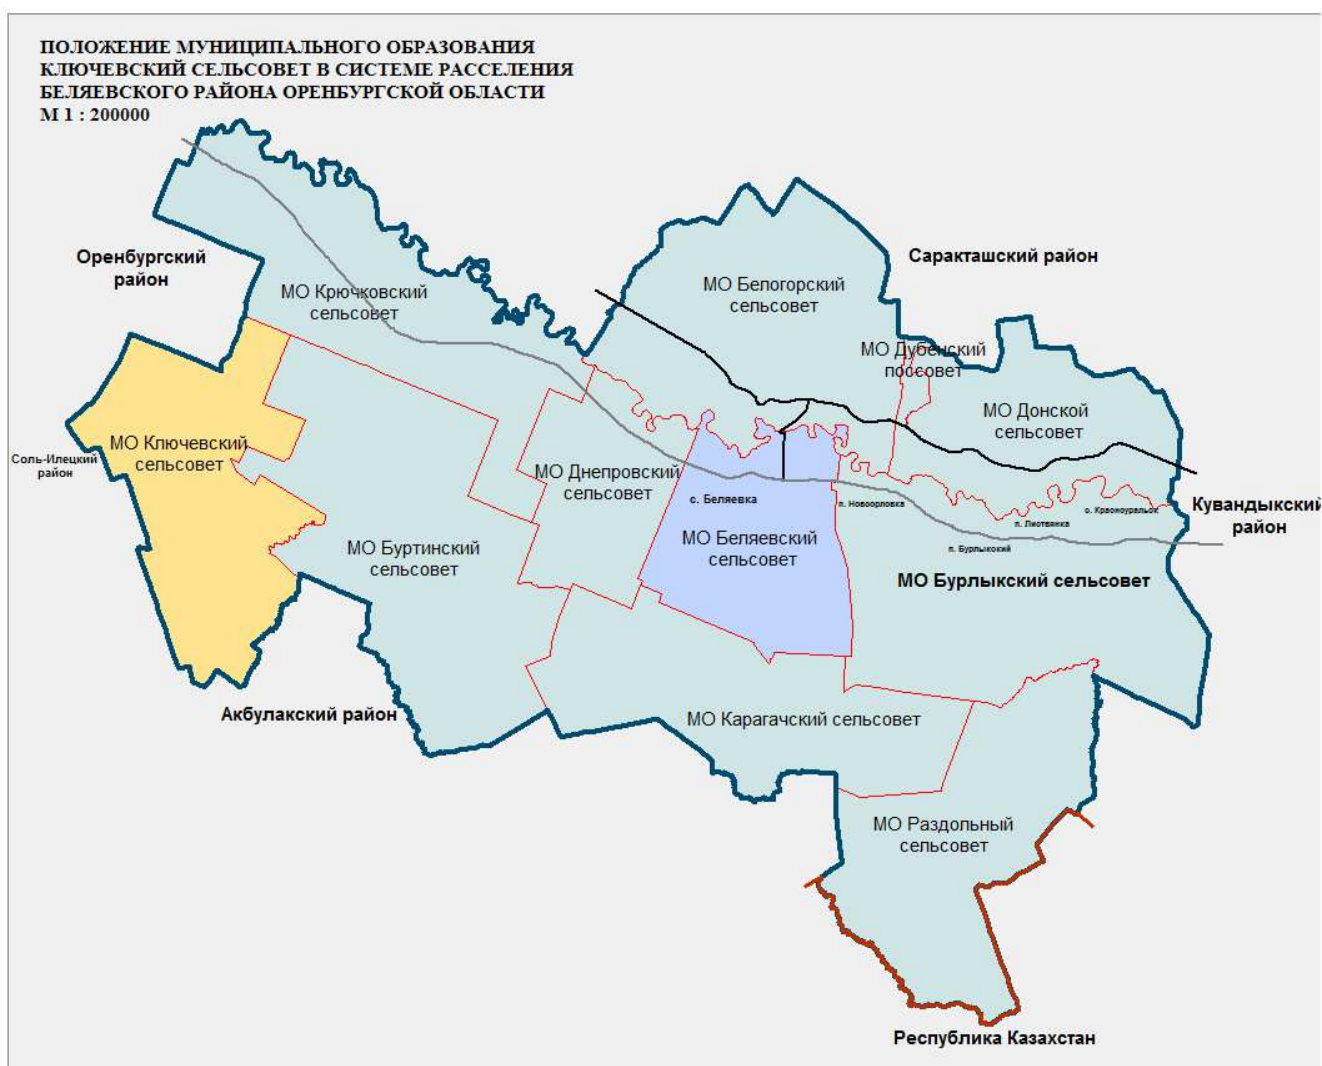 ПОЛОЖЕНИЕ МУНИЦИПАЛЬНОГО ОБРАЗОВАНИЯ
КЛЮЧЕВСКИЙ СЕЛЬСОВЕТ В СИСТЕМЕ РАССЕЛЕНИЯ
БЕЛЯЕВСКОГО РАЙОНА ОРЕНБУРГСКОЙ ОБЛАСТИ
М 1 : 200000
Оренбургский
район
Саракташский район
МО Крючковский
сельсовет
МО Белогорский
сельсовет
МО Дубенский
поссовет
МО Донской
сельсовет
МО Ключевский
сельсовет
Соль-Илецкий
район
МО Днепровский
сельсовет
с. Беляевка
п. Новоорловка
с. Красноуральск
п. Листвянка
п. Бурлыкский
Кувандыкский
район
МО Буртинский
сельсовет
МО Беляевский
сельсовет
МО Бурлыкский сельсовет
Акбулакский район
МО Карагачский сельсовет
МО Раздольный
сельсовет
Республика Казахстан